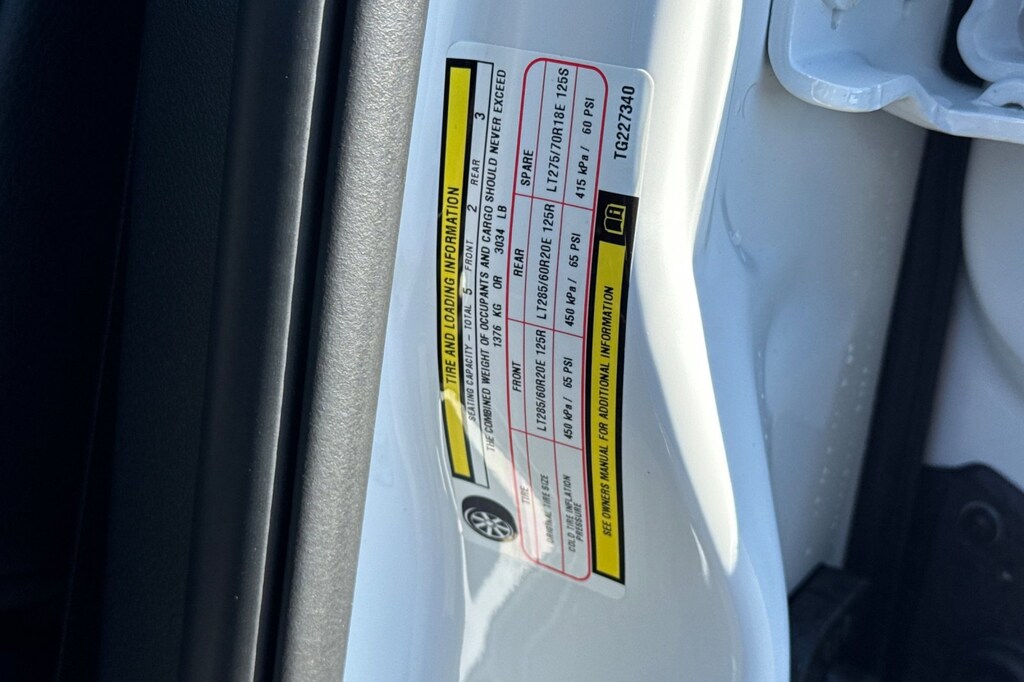 TIRE AND LOADING INFORMATION
SEATING CAPACITY – TOTAL 5 FRONT 2 REAR 3
THE COMBINED WEIGHT OF OCCUPANTS AND CARGO SHOULD NEVER EXCEED
1376 KG OR 3034 LB
TIRE FRONT REAR SPARE
ORIGINAL TIRE SIZE LT285/60R20E 125R LT285/60R20E 125R LT275/70R18E 125S
COLD TIRE INFLATION PRESSURE 450 kPa / 65 PSI 450 kPa / 65 PSI 415 kPa / 60 PSI
SEE OWNERS MANUAL FOR ADDITIONAL INFORMATION
TG227340